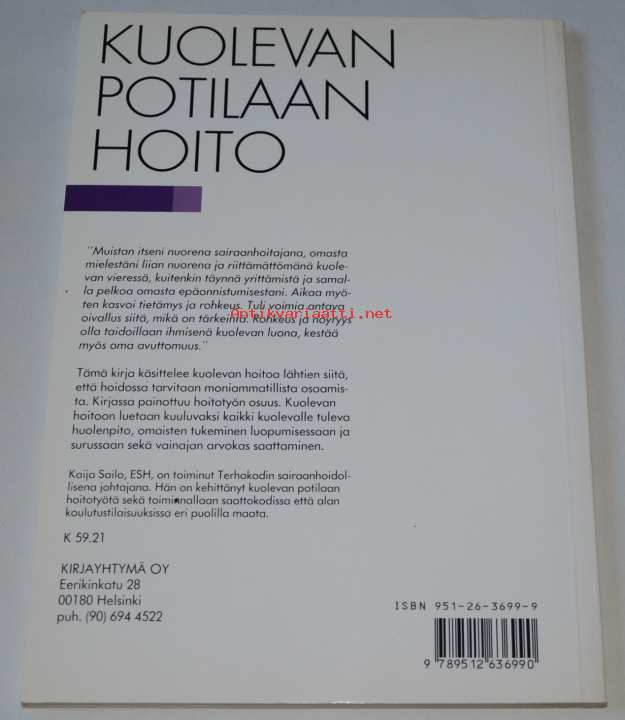 KUOLEVAN
POTILAAN
HOITO
"Muistan itseni nuorena sairaanhoitajana, omasta
mielestäni liian nuorena ja riittämättömänä kuole-
van vieressä, kuitenkin täynnä yrittämistä ja samal-
la pelkoa omasta epäonnistumisestani. Aikaa myö-
ten kasvoi tietämys ja rohkeus. Tuli voimia antava
oivallus siitä, mikä on tärkeintä. Rohkeus ja nöyryys
Antikvariaatti.net
olla taidoillaan ihmisenä kuolevan luona, kestää
myös oma avuttomuus."
Tämä kirja käsittelee kuolevan hoitoa lähtien siitä,
että hoidossa tarvitaan moniammatillista osaamis-
ta. Kirjassa painottuu hoitotyön osuus. Kuolevan
hoitoon luetaan kuuluvaksi kaikki kuolevalle tuleva
huolenpito, omaisten tukeminen luopumisessaan ja
surussaan sekä vainajan arvokas saattaminen.
Kaija Sailo, ESH, on toiminut Terhokodin sairaanhoidol-
lisena johtajana. Hän on kehittänyt kuolevan potilaan
hoitotyötä sekä toiminnallaan saattokodissa että alan
koulutustilaisuuksissa eri puolilla maata.
K 59.21
KIRJAYHTYMÄ OY
Eerikinkatu 28
00180 Helsinki
puh. (90) 694 4522
ISBN 951-26-3699-9
9 789512 636990